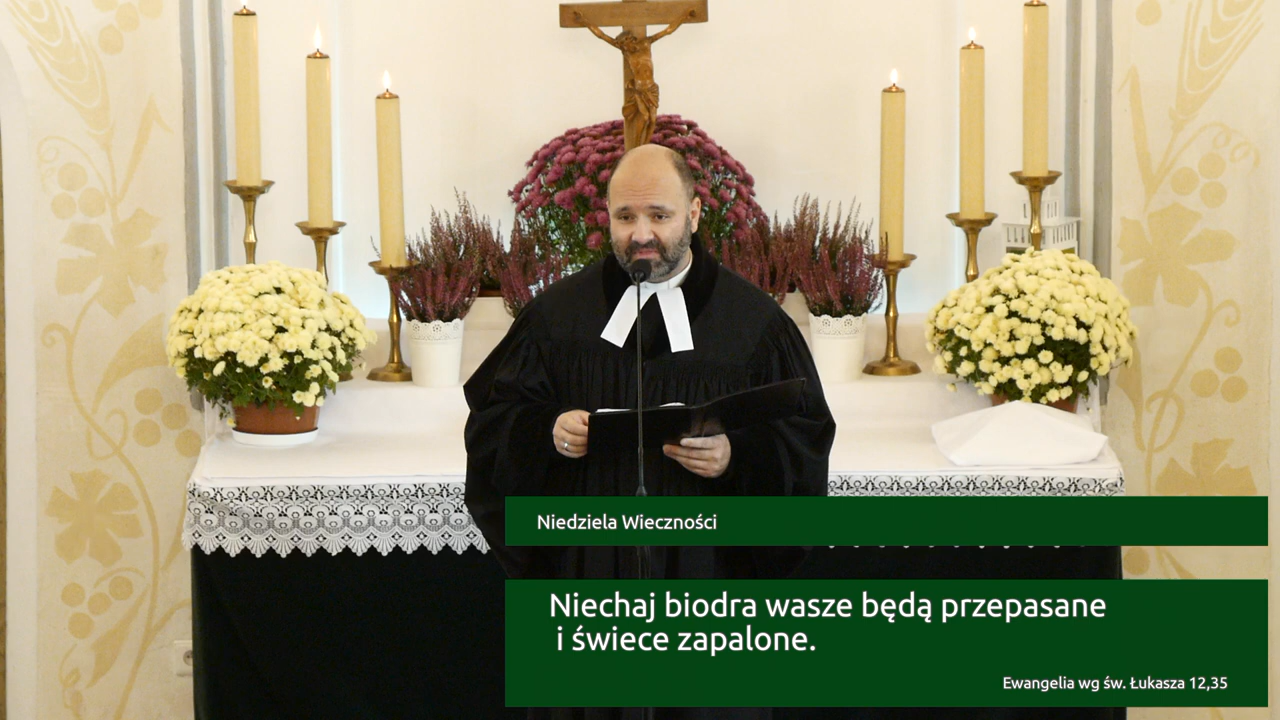 Niedziela Wieczności
Niechaj biodra wasze będą przepasane
i świece zapalone.
Ewangelia wg św. Łukasza 12,35